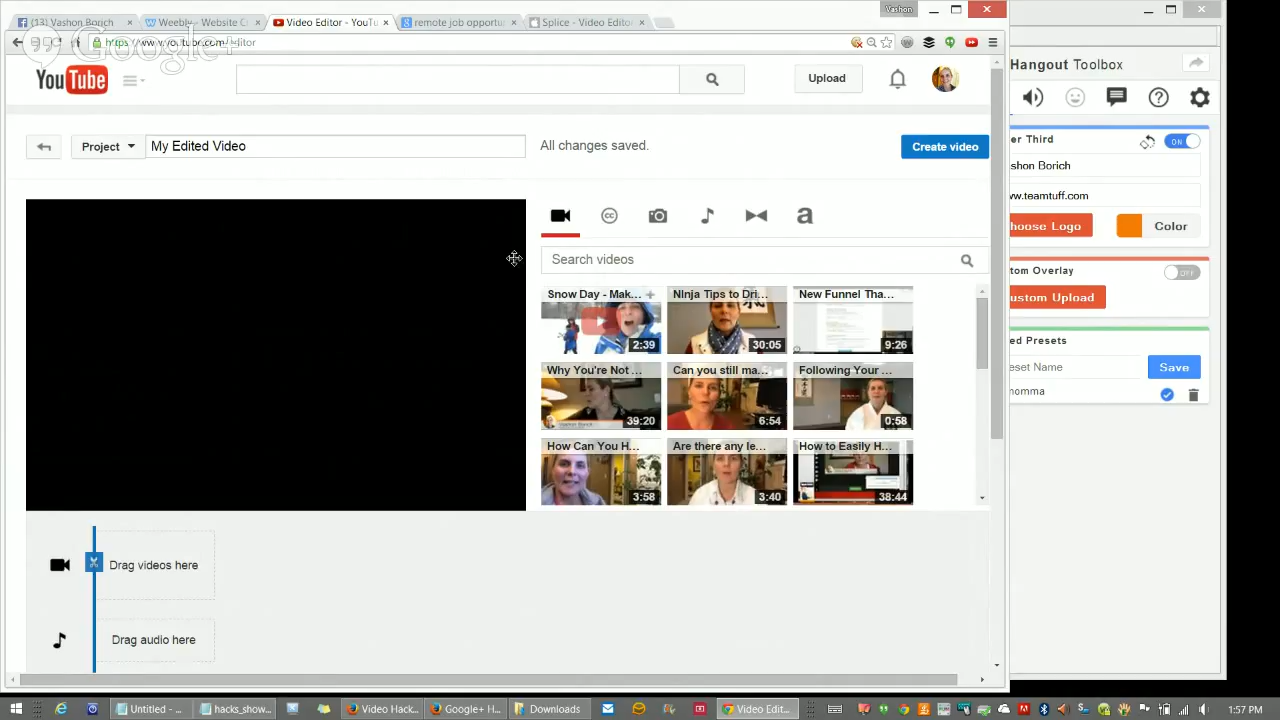 (13) Vashon Borich
Weebly - Website C
Video Editor - YouTu
remote job opportu
Splice - Video Editor
Vashon
Google+
YouTube
Upload
Hangout Toolbox
Project
My Edited Video
All changes saved.
Create video
er Third
ON
shon Borich
w.teamtuff.com
hoose Logo
Color
CC
a
Search videos
tom Overlay
OFF
ustom Upload
Snow Day - Mak...
2:39
NInja Tips to Dri...
30:05
New Funnel Tha...
9:26
ed Presets
eset Name
Save
momma
Why You're Not ...
39:20
Can you still ma...
6:54
Following Your ...
0:58
How Can You H...
3:58
Are there any le...
3:40
How to Easily H...
38:44
Drag videos here
Drag audio here
Untitled - ...
hacks_show...
Video Hac...
Google+ H...
Downloads
Video Edit...
1:57 PM